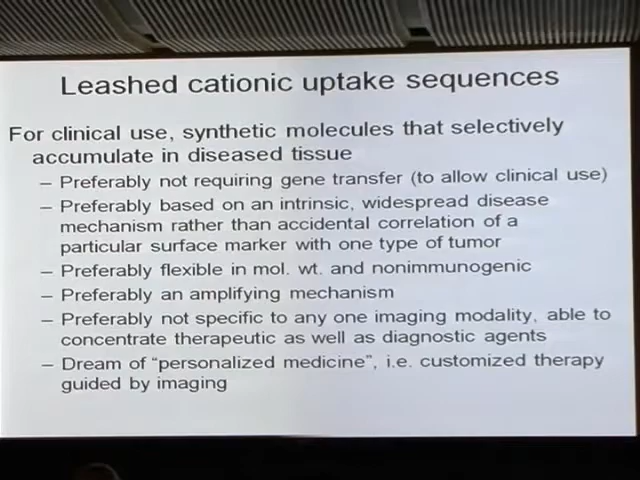 Leashed cationic uptake sequences
For clinical use, synthetic molecules that selectively
accumulate in diseased tissue
– Preferably not requiring gene transfer (to allow clinical use)
– Preferably based on an intrinsic, widespread disease
mechanism rather than accidental correlation of a
particular surface marker with one type of tumor
– Preferably flexible in mol. wt. and nonimmunogenic
– Preferably an amplifying mechanism
– Preferably not specific to any one imaging modality, able to
concentrate therapeutic as well as diagnostic agents
– Dream of “personalized medicine”, i.e. customized therapy
guided by imaging